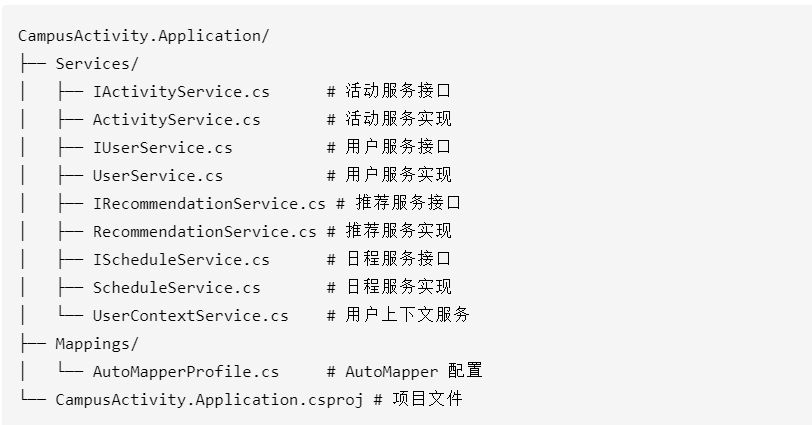 CampusActivity.Application/
├── Services/
│   ├── IActivityService.cs      # 活动服务接口
│   ├── ActivityService.cs       # 活动服务实现
│   ├── IUserService.cs          # 用户服务接口
│   ├── UserService.cs           # 用户服务实现
│   ├── IRecommendationService.cs # 推荐服务接口
│   ├── RecommendationService.cs # 推荐服务实现
│   ├── IScheduleService.cs      # 日程服务接口
│   ├── ScheduleService.cs       # 日程服务实现
│   └── UserContextService.cs    # 用户上下文服务
├── Mappings/
│   └── AutoMapperProfile.cs     # AutoMapper 配置
└── CampusActivity.Application.csproj # 项目文件